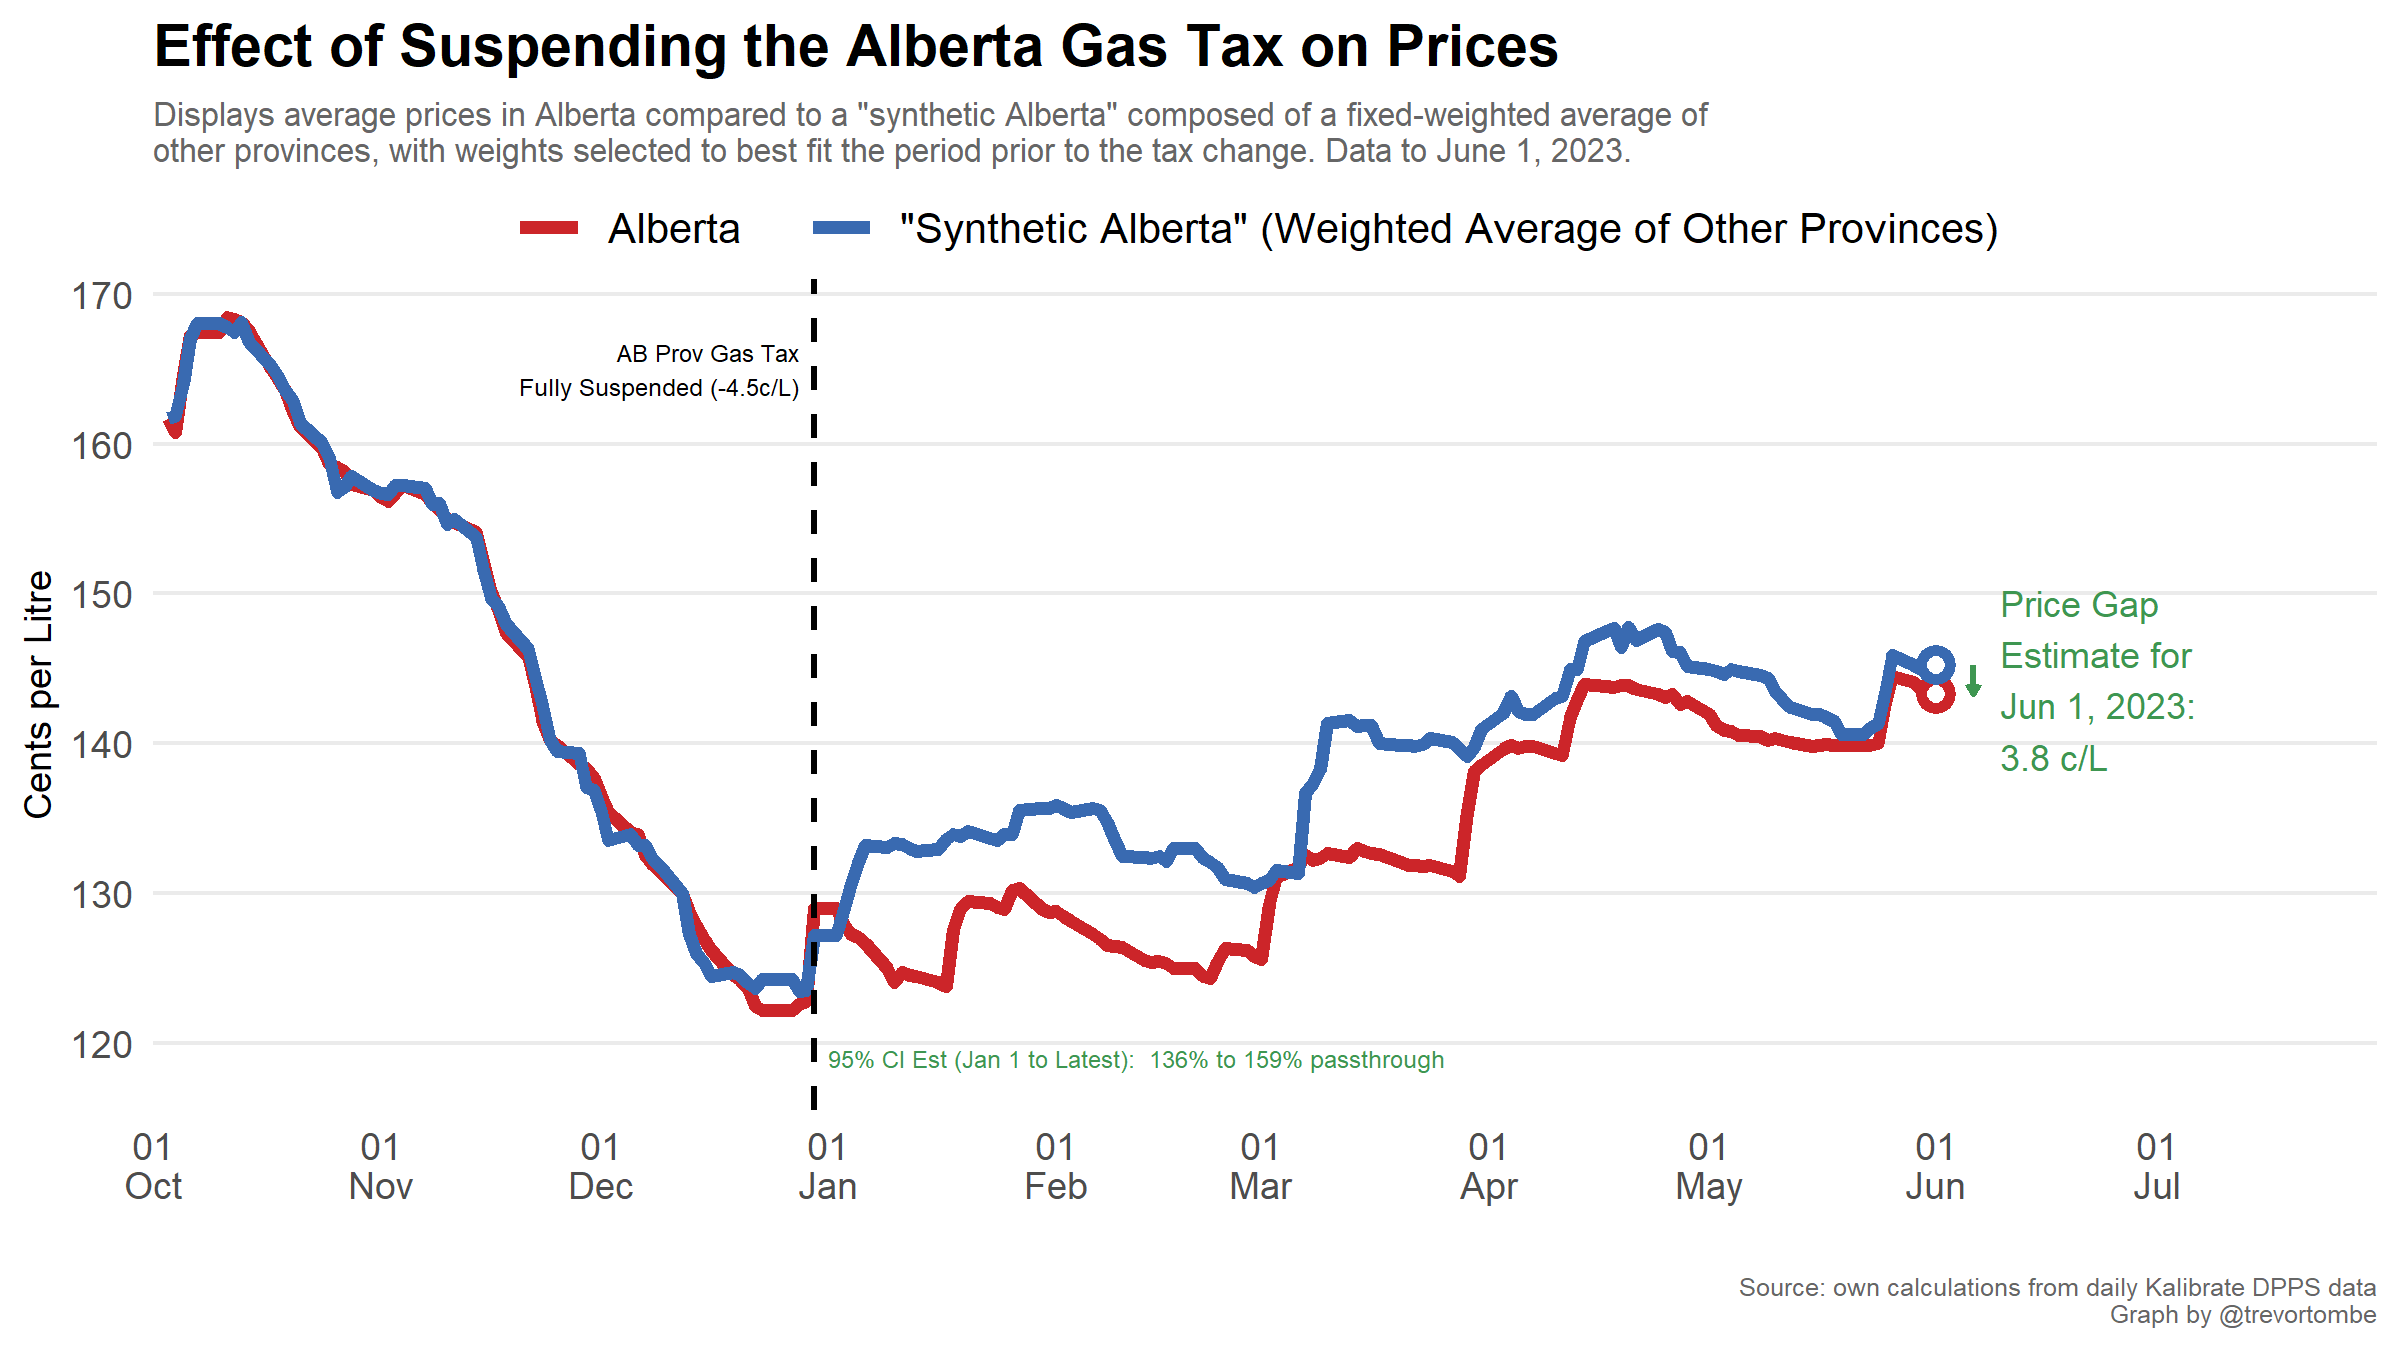 Effect of Suspending the Alberta Gas Tax on Prices
Displays average prices in Alberta compared to a "synthetic Alberta" composed of a fixed-weighted average of
other provinces, with weights selected to best fit the period prior to the tax change. Data to June 1, 2023.
Alberta
"Synthetic Alberta" (Weighted Average of Other Provinces)
170
160
150
140
130
120
Cents per Litre
AB Prov Gas Tax
Fully Suspended (-4.5c/L)
Price Gap
Estimate for
Jun 1, 2023:
3.8 c/L
95% CI Est (Jan 1 to Latest):  136% to 159% passthrough
01 01 01 01 01 01 01 01 01 01
Oct Nov Dec Jan Feb Mar Apr May Jun Jul
Source: own calculations from daily Kalibrate DPPS data
Graph by @trevortombe